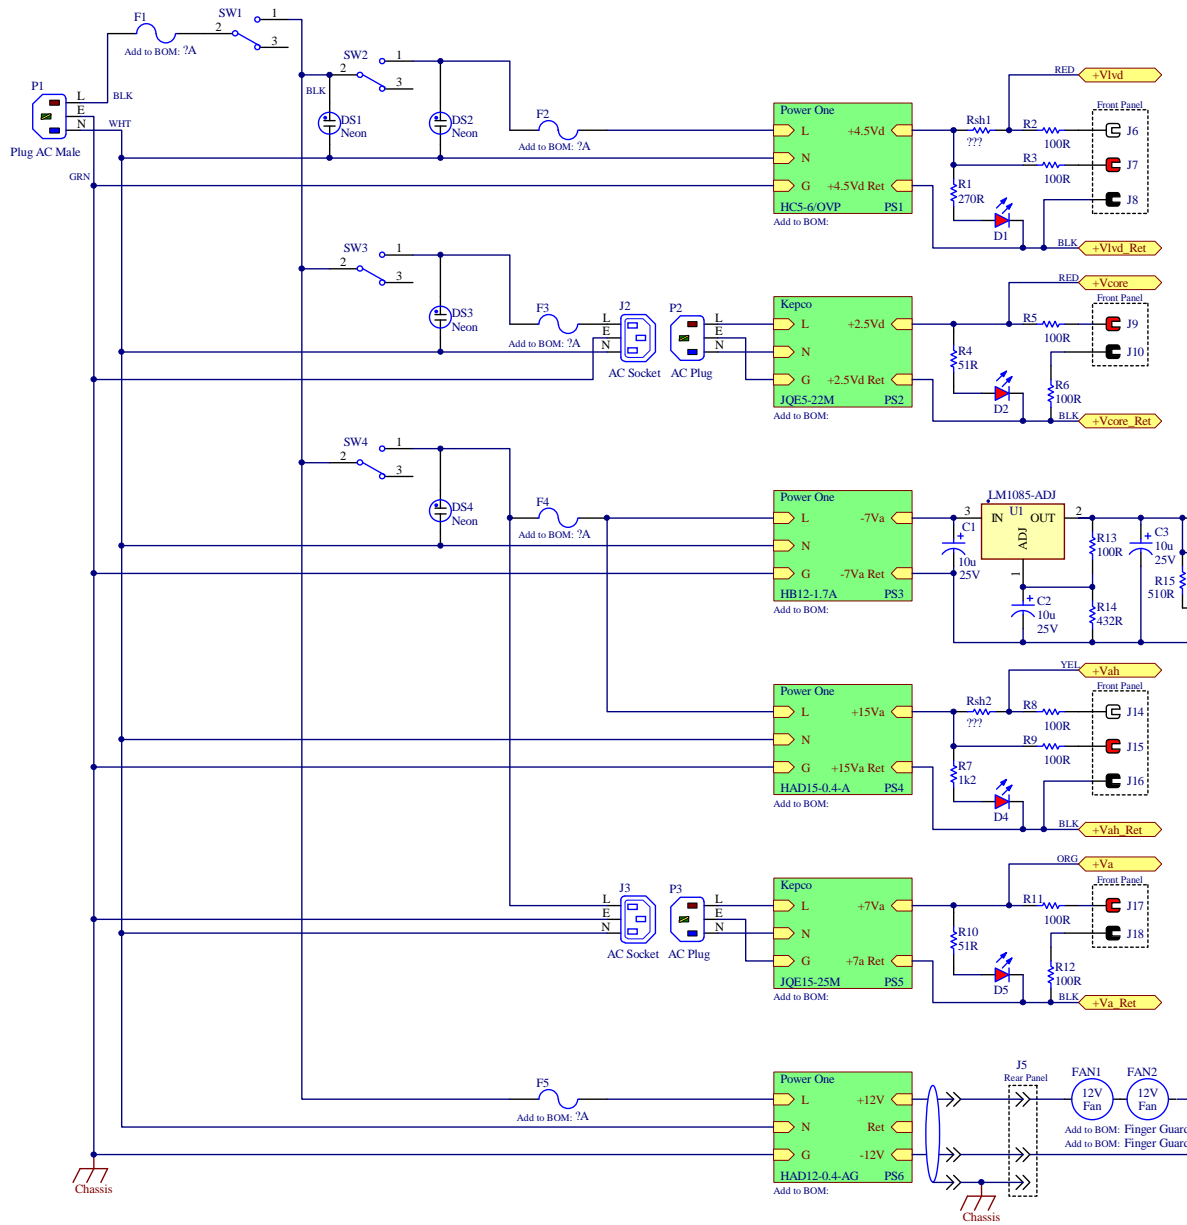 F1
SW1
1
2
3
Add to BOM: ?A
P1
L
E
N
BLK
WHT
Plug AC Male
GRN
SW2
1
2
3
BLK
DS1
Neon
DS2
Neon
F2
Add to BOM: ?A
Power One
L
N
G
+4.5Vd
+4.5Vd Ret
HC5-6/OVP
PS1
Add to BOM:
Rsh1
???
R1
270R
D1
RED
+Vlvd
Front Panel
R2
100R
J6
R3
100R
J7
J8
BLK
+Vlvd_Ret
SW3
1
2
3
DS3
Neon
F3
Add to BOM: ?A
J2
L
E
N
AC Socket
P2
L
E
N
AC Plug
Kepco
L
N
G
+2.5Vd
+2.5Vd Ret
JQE5-22M
PS2
Add to BOM:
R4
51R
D2
RED
+Vcore
Front Panel
R5
100R
J9
J10
R6
100R
BLK
+Vcore_Ret
SW4
1
2
3
DS4
Neon
F4
Add to BOM: ?A
Power One
L
N
G
-7Va
-7Va Ret
HB12-1.7A
PS3
Add to BOM:
LM1085-ADJ
U1
IN
OUT
ADJ
3
2
1
C1
10u
25V
C2
10u
25V
R13
100R
R14
432R
C3
10u
25V
R15
510R
Power One
L
N
G
+15Va
+15Va Ret
HAD15-0.4-A
PS4
Add to BOM:
Rsh2
???
R7
1k2
D4
YEL
+Vah
Front Panel
R8
100R
J14
R9
100R
J15
J16
BLK
+Vah_Ret
J3
L
E
N
AC Socket
P3
L
E
N
AC Plug
Kepco
L
N
G
+7Va
+7a Ret
JQE15-25M
PS5
Add to BOM:
R10
51R
D5
ORG
+Va
Front Panel
R11
100R
J17
J18
R12
100R
BLK
+Va_Ret
F5
Add to BOM: ?A
Power One
L
N
G
+12V
Ret
-12V
HAD12-0.4-AG
PS6
Add to BOM:
J5
Rear Panel
FAN1
12V
Fan
FAN2
12V
Fan
Add to BOM: Finger Guard
Add to BOM: Finger Guard
Chassis
Chassis